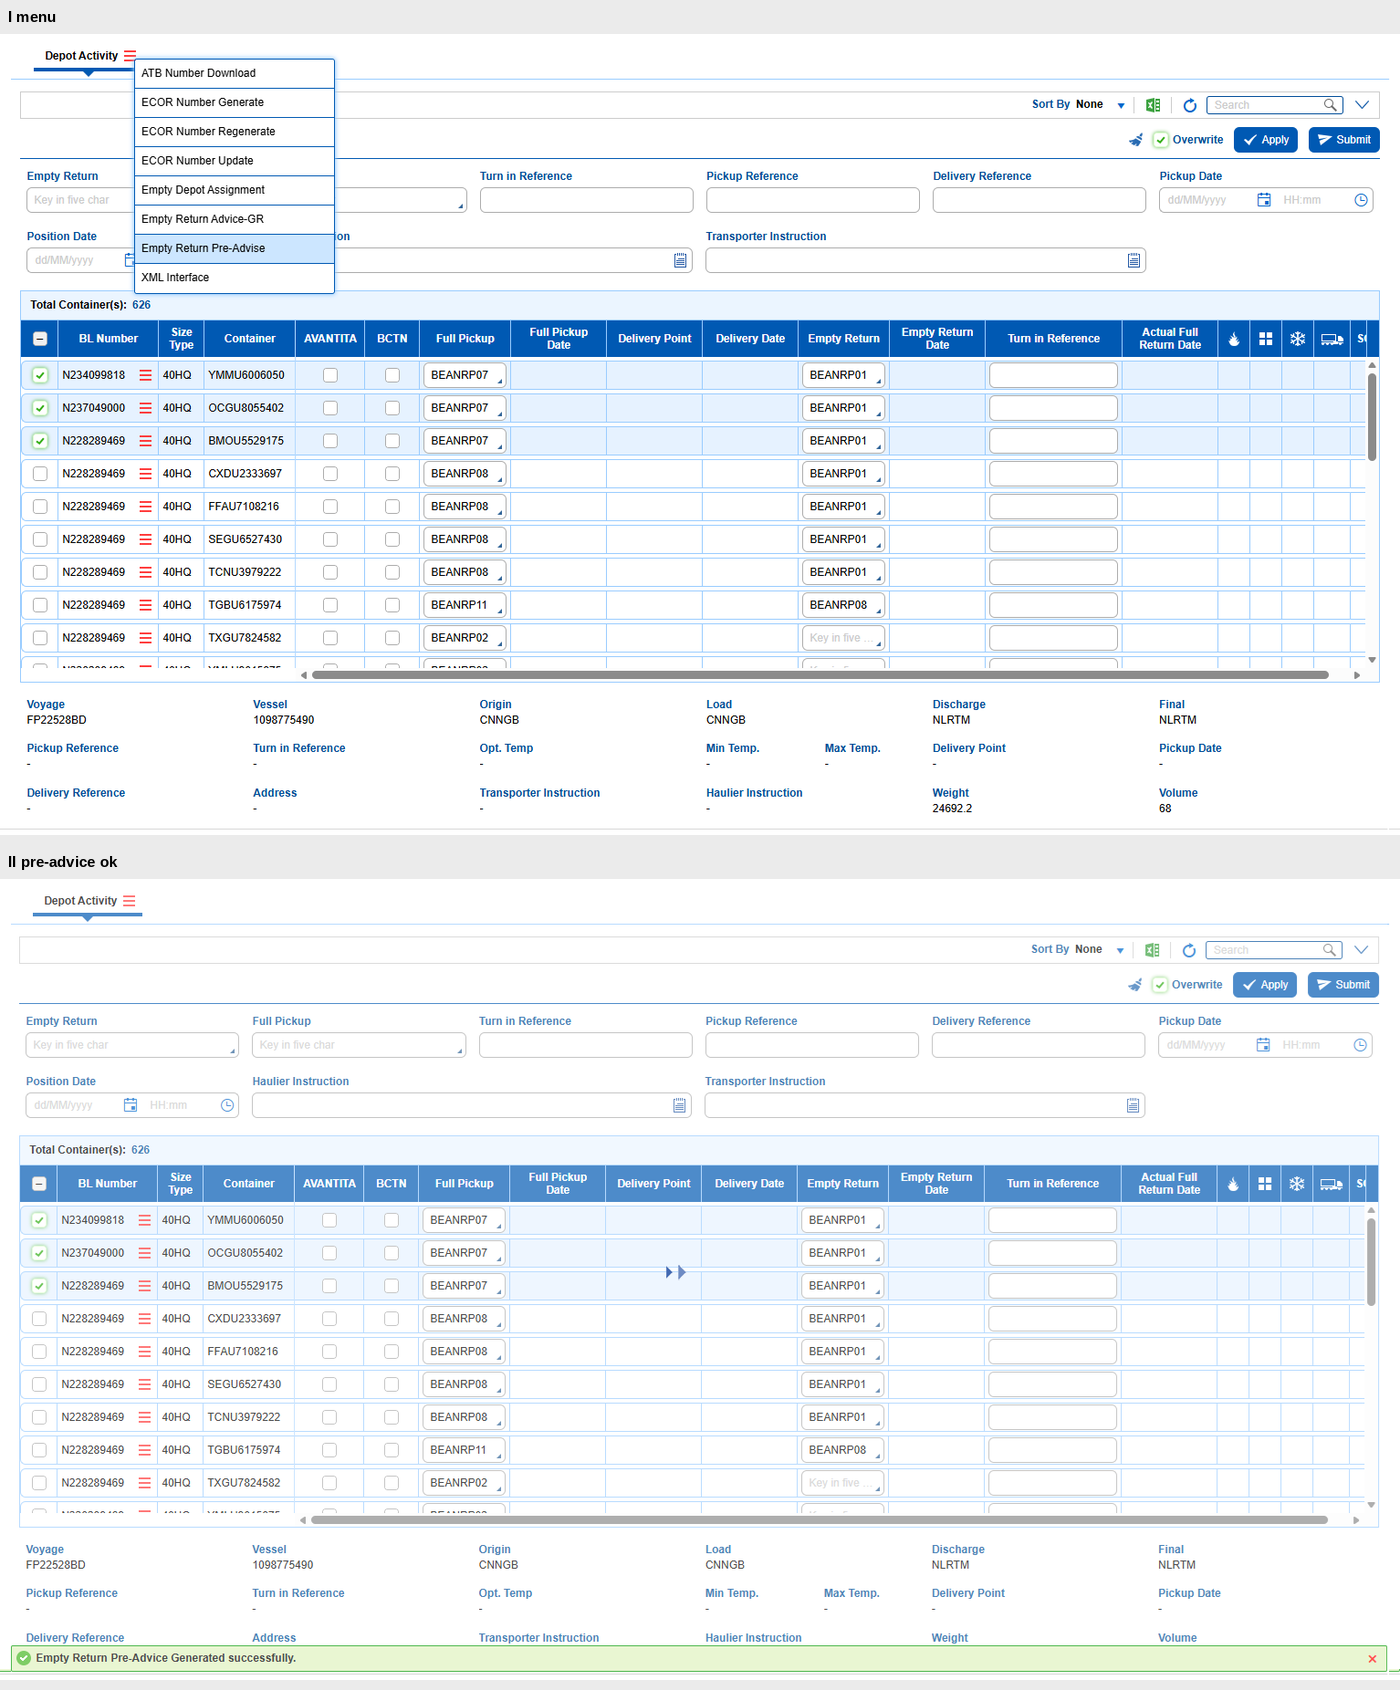 I menu
Depot Activity
ATB Number Download
ECOR Number Generate
ECOR Number Regenerate
ECOR Number Update
Empty Depot Assignment
Empty Return Advice-GR
Empty Return Pre-Advise
XML Interface
Sort By None Search
Overwrite Apply Submit
Empty Return Turn in Reference Pickup Reference Delivery Reference Pickup Date
Key in five char dd/MM/yyyy HH:mm
Position Date Transporter Instruction
dd/MM/yyyy
Total Container(s): 626
BL Number Size Type Container AVANTITA BCTN Full Pickup Full Pickup Date Delivery Point Delivery Date Empty Return Empty Return Date Turn in Reference Actual Full Return Date
N234099818 40HQ YMMU6006050 BEANRP07 BEANRP01
N237049000 40HQ OCGU8055402 BEANRP07 BEANRP01
N228289469 40HQ BMOU5529175 BEANRP07 BEANRP01
N228289469 40HQ CXDU2333697 BEANRP08 BEANRP01
N228289469 40HQ FFAU7108216 BEANRP08 BEANRP01
N228289469 40HQ SEGU6527430 BEANRP08 BEANRP01
N228289469 40HQ TCNU3979222 BEANRP08 BEANRP01
N228289469 40HQ TGBU6175974 BEANRP11 BEANRP08
N228289469 40HQ TXGU7824582 BEANRP02 Key in five ...
Voyage Vessel Origin Load Discharge Final
FP22528BD 1098775490 CNNGB CNNGB NLRTM NLRTM
Pickup Reference Turn in Reference Opt. Temp Min Temp. Max Temp. Delivery Point Pickup Date
- - - - - - -
Delivery Reference Address Transporter Instruction Haulier Instruction Weight Volume
- - - - 24692.2 68
II pre-advice ok
Depot Activity
Sort By None Search
Overwrite Apply Submit
Empty Return Full Pickup Turn in Reference Pickup Reference Delivery Reference Pickup Date
Key in five char Key in five char dd/MM/yyyy HH:mm
Position Date Haulier Instruction Transporter Instruction
dd/MM/yyyy HH:mm
Total Container(s): 626
BL Number Size Type Container AVANTITA BCTN Full Pickup Full Pickup Date Delivery Point Delivery Date Empty Return Empty Return Date Turn in Reference Actual Full Return Date
N234099818 40HQ YMMU6006050 BEANRP07 BEANRP01
N237049000 40HQ OCGU8055402 BEANRP07 BEANRP01
N228289469 40HQ BMOU5529175 BEANRP07 BEANRP01
N228289469 40HQ CXDU2333697 BEANRP08 BEANRP01
N228289469 40HQ FFAU7108216 BEANRP08 BEANRP01
N228289469 40HQ SEGU6527430 BEANRP08 BEANRP01
N228289469 40HQ TCNU3979222 BEANRP08 BEANRP01
N228289469 40HQ TGBU6175974 BEANRP11 BEANRP08
N228289469 40HQ TXGU7824582 BEANRP02 Key in five ...
Voyage Vessel Origin Load Discharge Final
FP22528BD 1098775490 CNNGB CNNGB NLRTM NLRTM
Pickup Reference Turn in Reference Opt. Temp Min Temp. Max Temp. Delivery Point Pickup Date
- - - - - - -
Delivery Reference Address Transporter Instruction Haulier Instruction Weight Volume
Empty Return Pre-Advice Generated successfully.